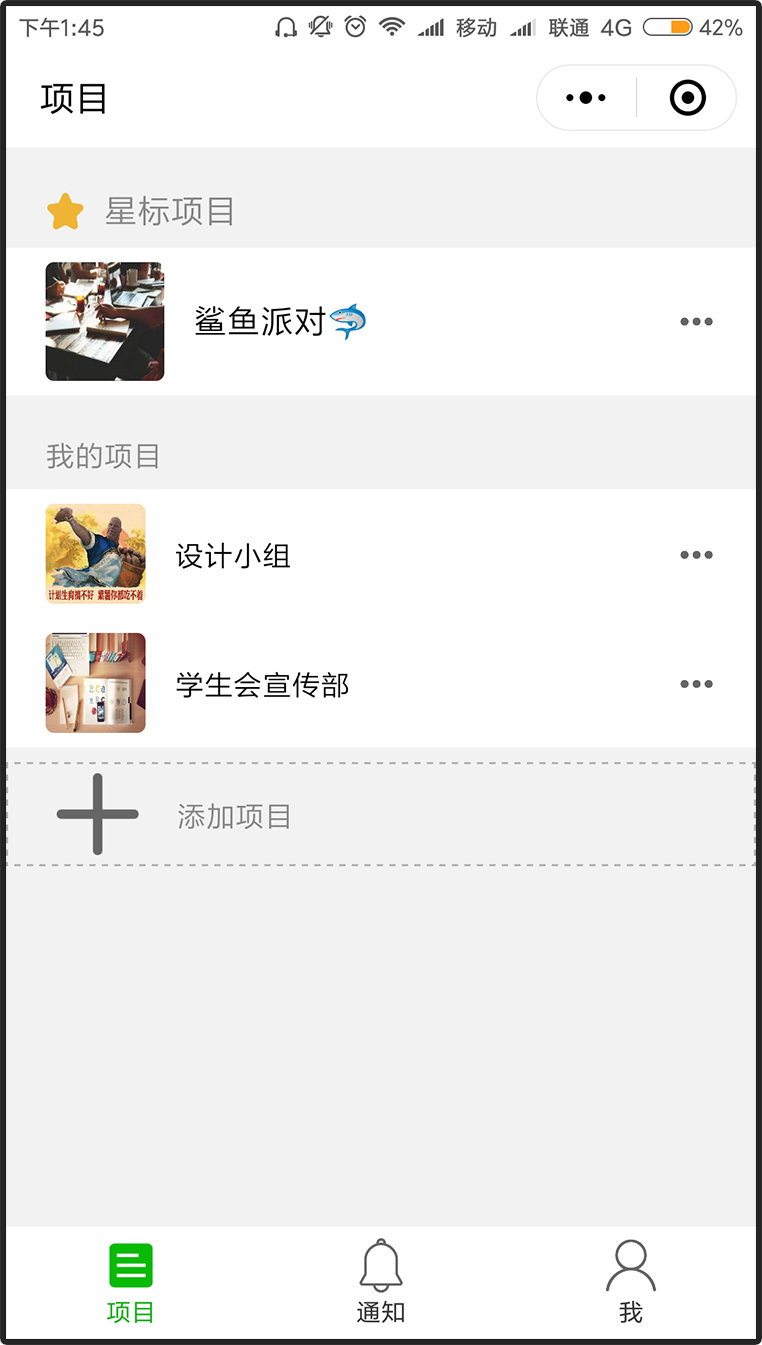 下午1:45 移动 联通 4G 42%
项目
星标项目
鲨鱼派对🦈
我的项目
计划生育搞不好 紫薯你都吃不着
设计小组
学生会宣传部
添加项目
项目 通知 我